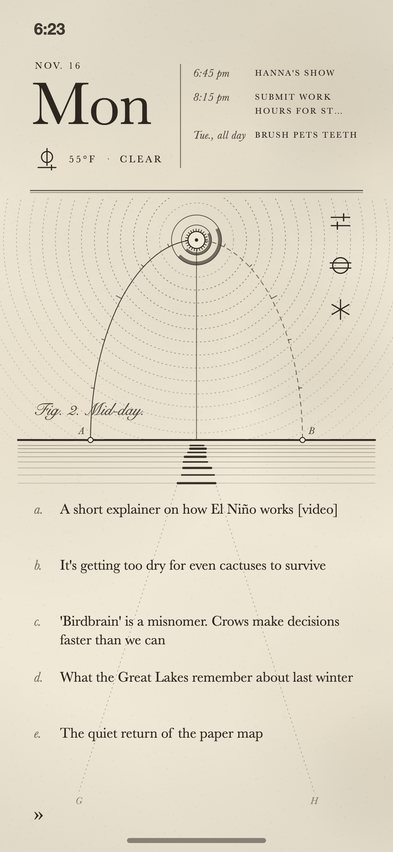 6:23
NOV. 16
Mon
55°F · CLEAR
6:45 pm HANNA'S SHOW
8:15 pm SUBMIT WORK
HOURS FOR ST...
Tue., all day BRUSH PETS TEETH
Fig. 2. Mid-day.
A
B
a. A short explainer on how El Niño works [video]
b. It's getting too dry for even cactuses to survive
c. 'Birdbrain' is a misnomer. Crows make decisions
faster than we can
d. What the Great Lakes remember about last winter
e. The quiet return of the paper map
G
H
»